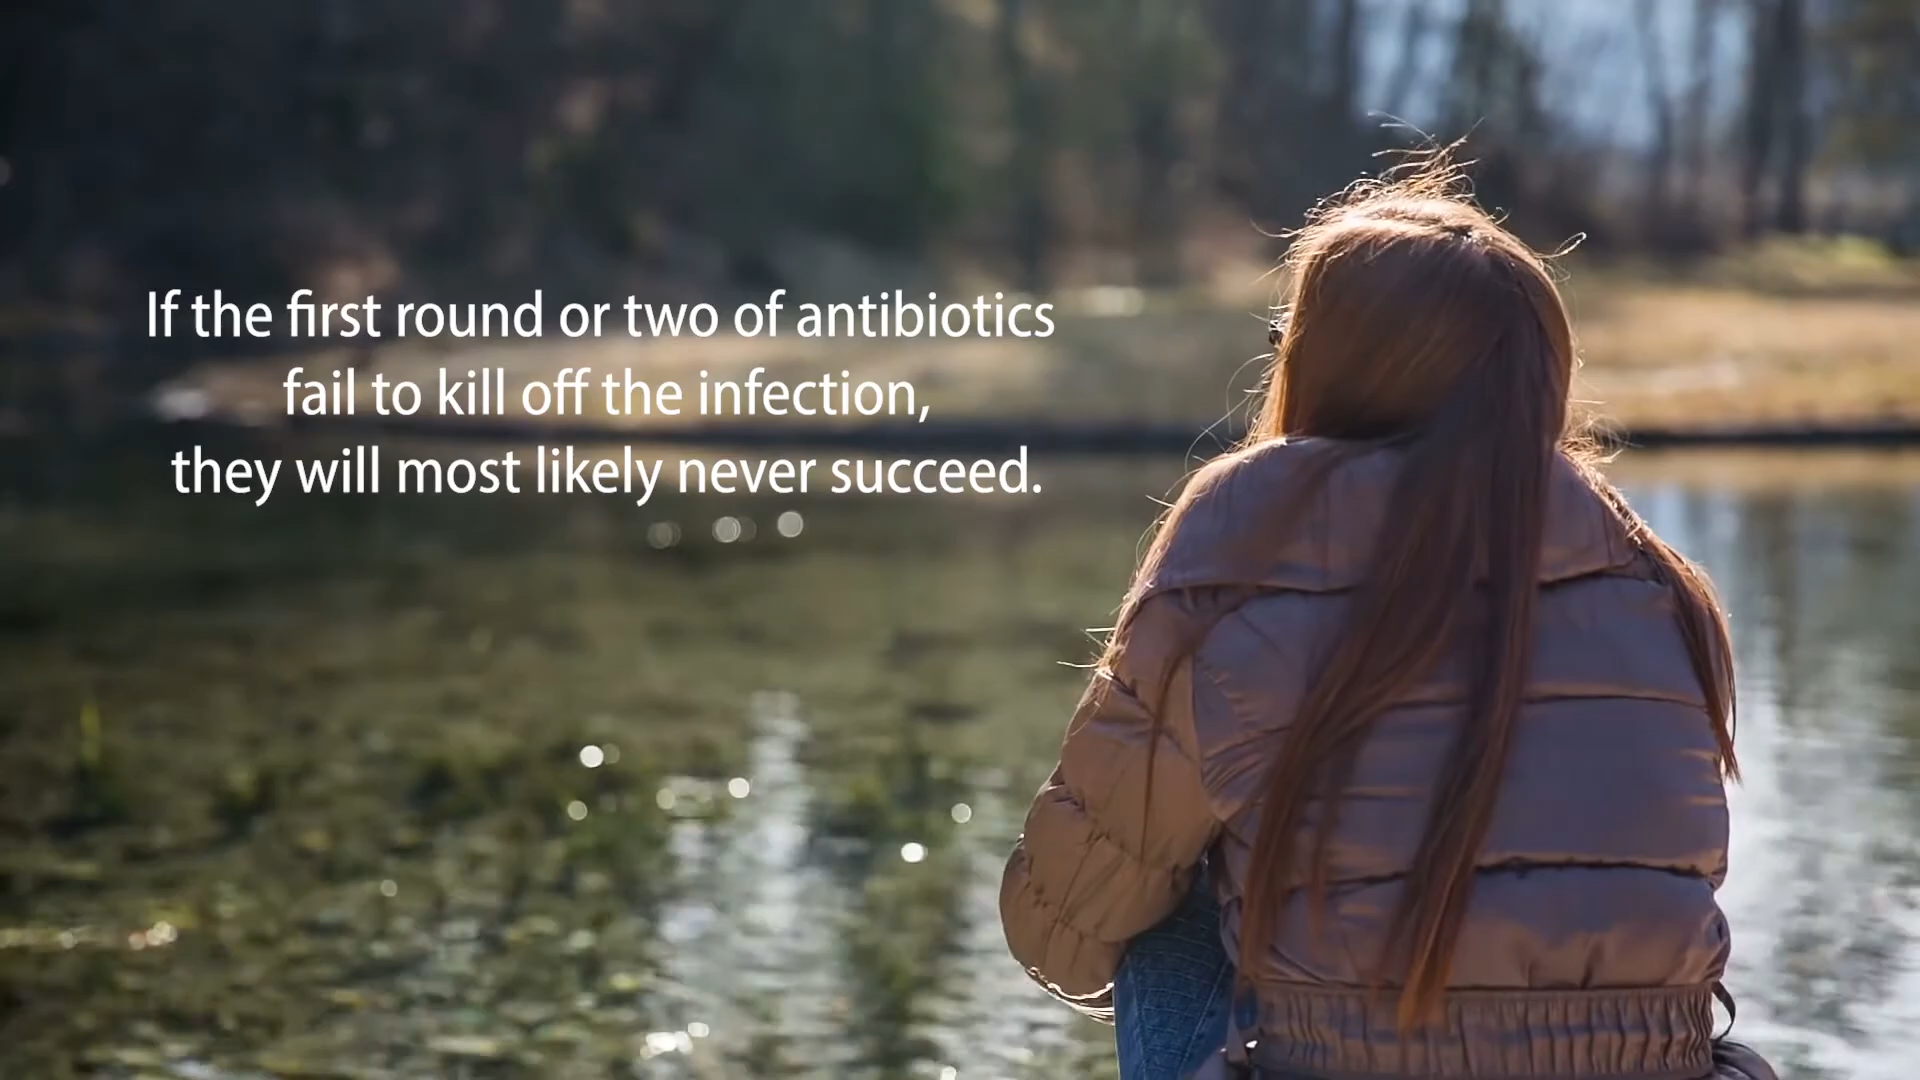 If the first round or two of antibiotics
fail to kill off the infection,
they will most likely never succeed.